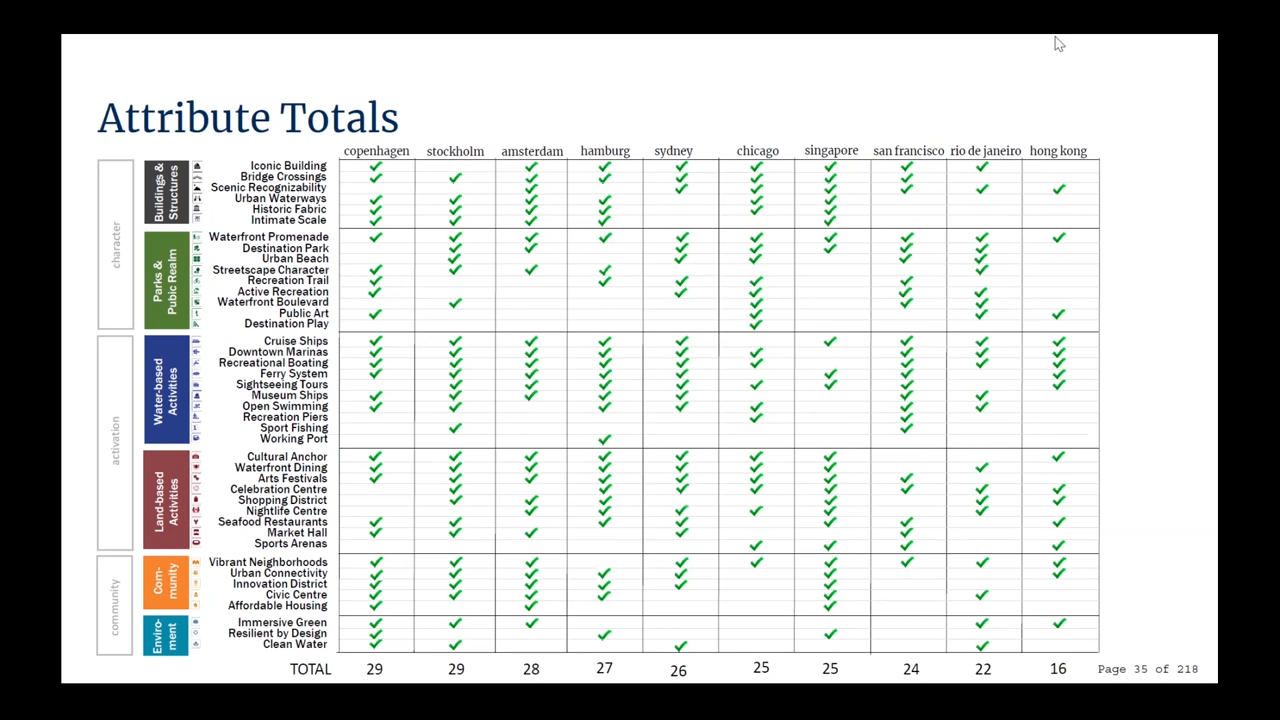 Attribute Totals
copenhagen stockholm amsterdam hamburg sydney chicago singapore san francisco rio de janeiro hong kong
character
Buildings &
Structures
Iconic Building
Bridge Crossings
Scenic Recognizability
Urban Waterways
Historic Fabric
Intimate Scale
Parks &
Pubic Realm
Waterfront Promenade
Destination Park
Urban Beach
Streetscape Character
Recreation Trail
Active Recreation
Waterfront Boulevard
Public Art
Destination Play
activation
Water-based
Activities
Cruise Ships
Downtown Marinas
Recreational Boating
Ferry System
Sightseeing Tours
Museum Ships
Open Swimming
Recreation Piers
Sport Fishing
Working Port
Land-based
Activities
Cultural Anchor
Waterfront Dining
Arts Festivals
Celebration Centre
Shopping District
Nightlife Centre
Seafood Restaurants
Market Hall
Sports Arenas
community
Com-
munity
Vibrant Neighborhoods
Urban Connectivity
Innovation District
Civic Centre
Affordable Housing
Enviro-
ment
Immersive Green
Resilient by Design
Clean Water
TOTAL 29 29 28 27 26 25 25 24 22 16
Page 35 of 218